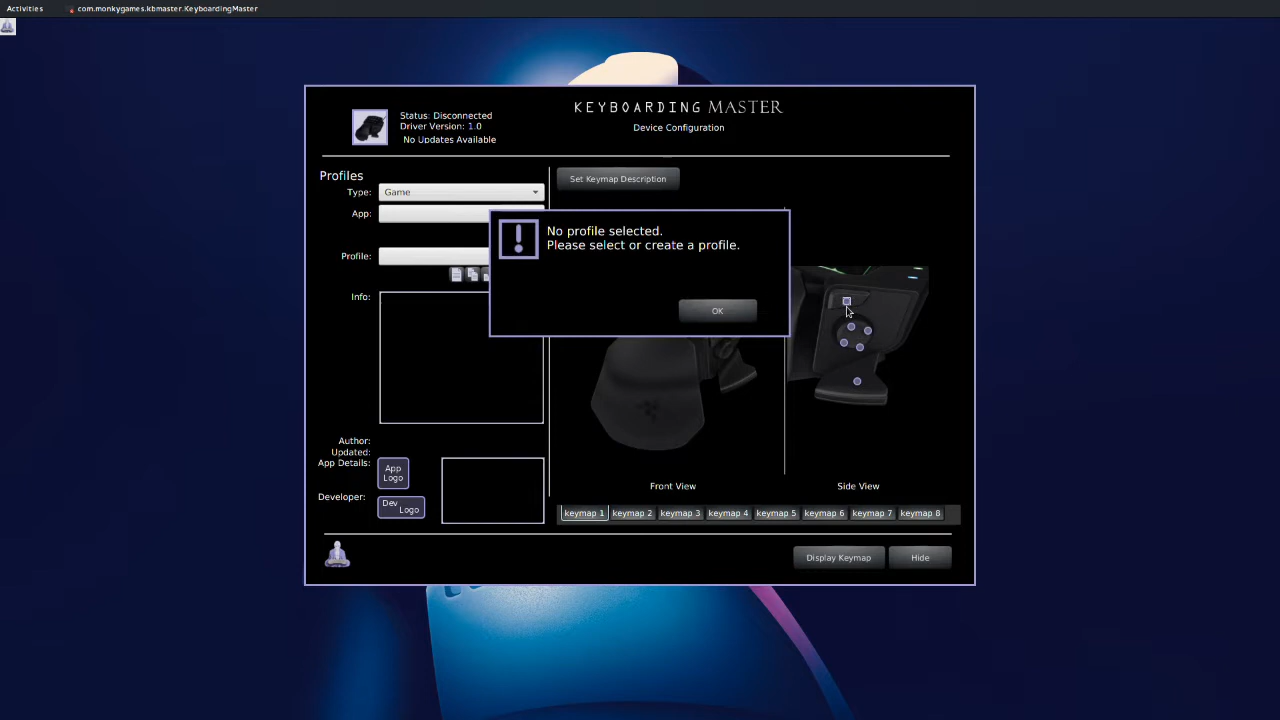 Activities
com.monkygames.kbmaster.KeyboardingMaster
Status: Disconnected
Driver Version: 1.0
No Updates Available
KEYBOARDING MASTER
Device Configuration
Profiles
Type:
Game
App:
Profile:
Info:
Author:
Updated:
App Details:
App
Logo
Developer:
Dev
Logo
Set Keymap Description
No profile selected.
Please select or create a profile.
OK
Front View
Side View
keymap 1
keymap 2
keymap 3
keymap 4
keymap 5
keymap 6
keymap 7
keymap 8
Display Keymap
Hide